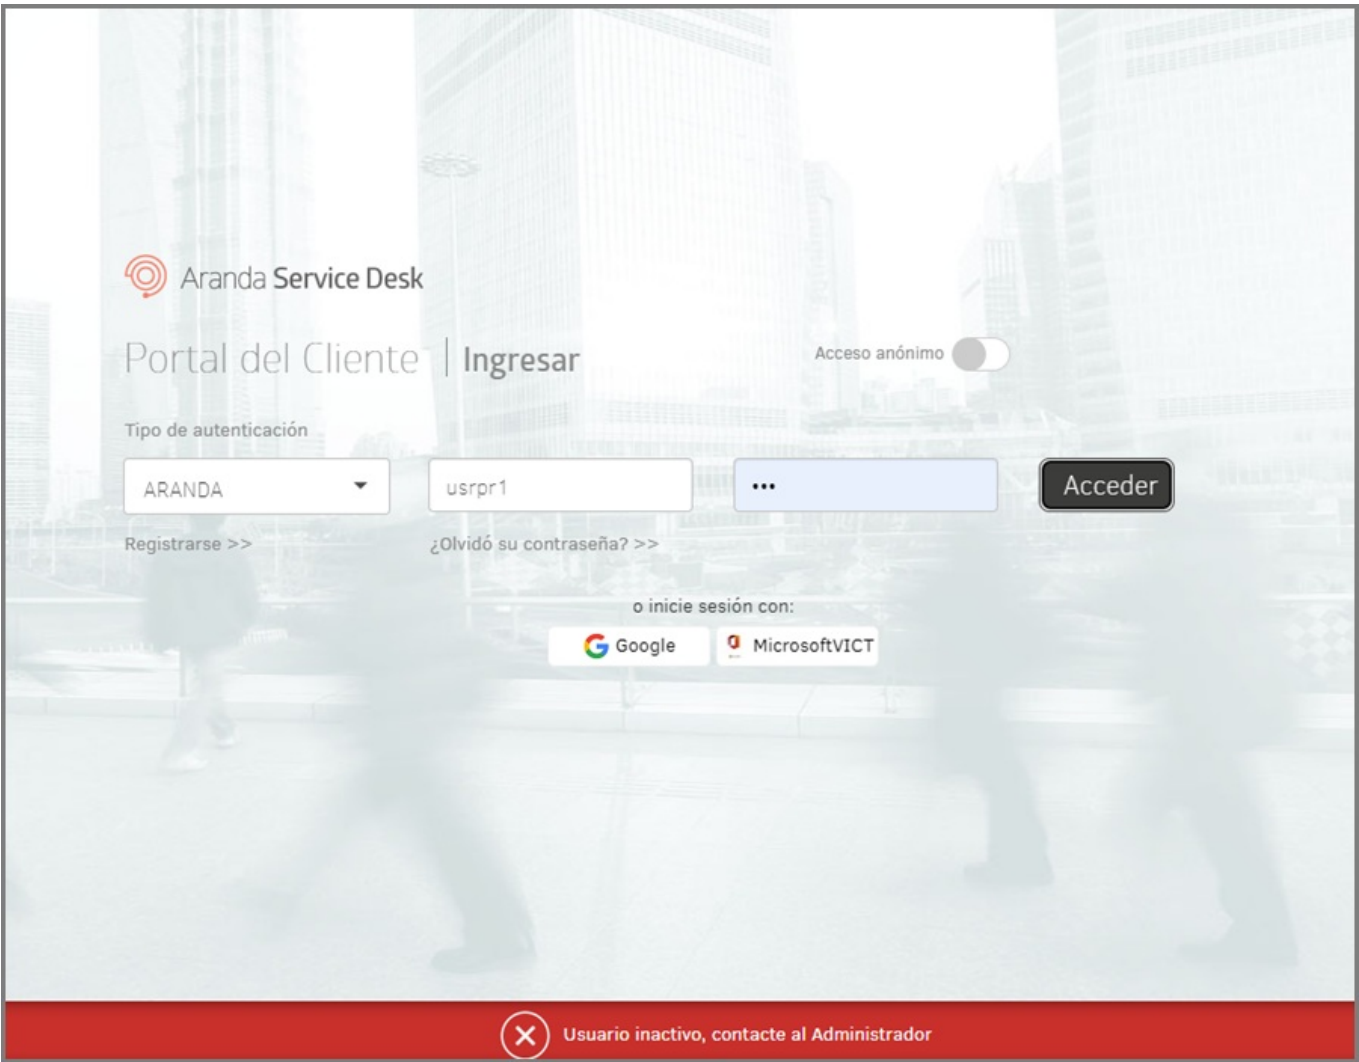 Aranda Service Desk
Portal del Cliente | Ingresar
Acceso anónimo
Tipo de autenticación
ARANDA
usrpr1
•••
Acceder
Registrarse >>
¿Olvidó su contraseña? >>
o inicie sesión con:
Google
MicrosoftVICT
Usuario inactivo, contacte al Administrador